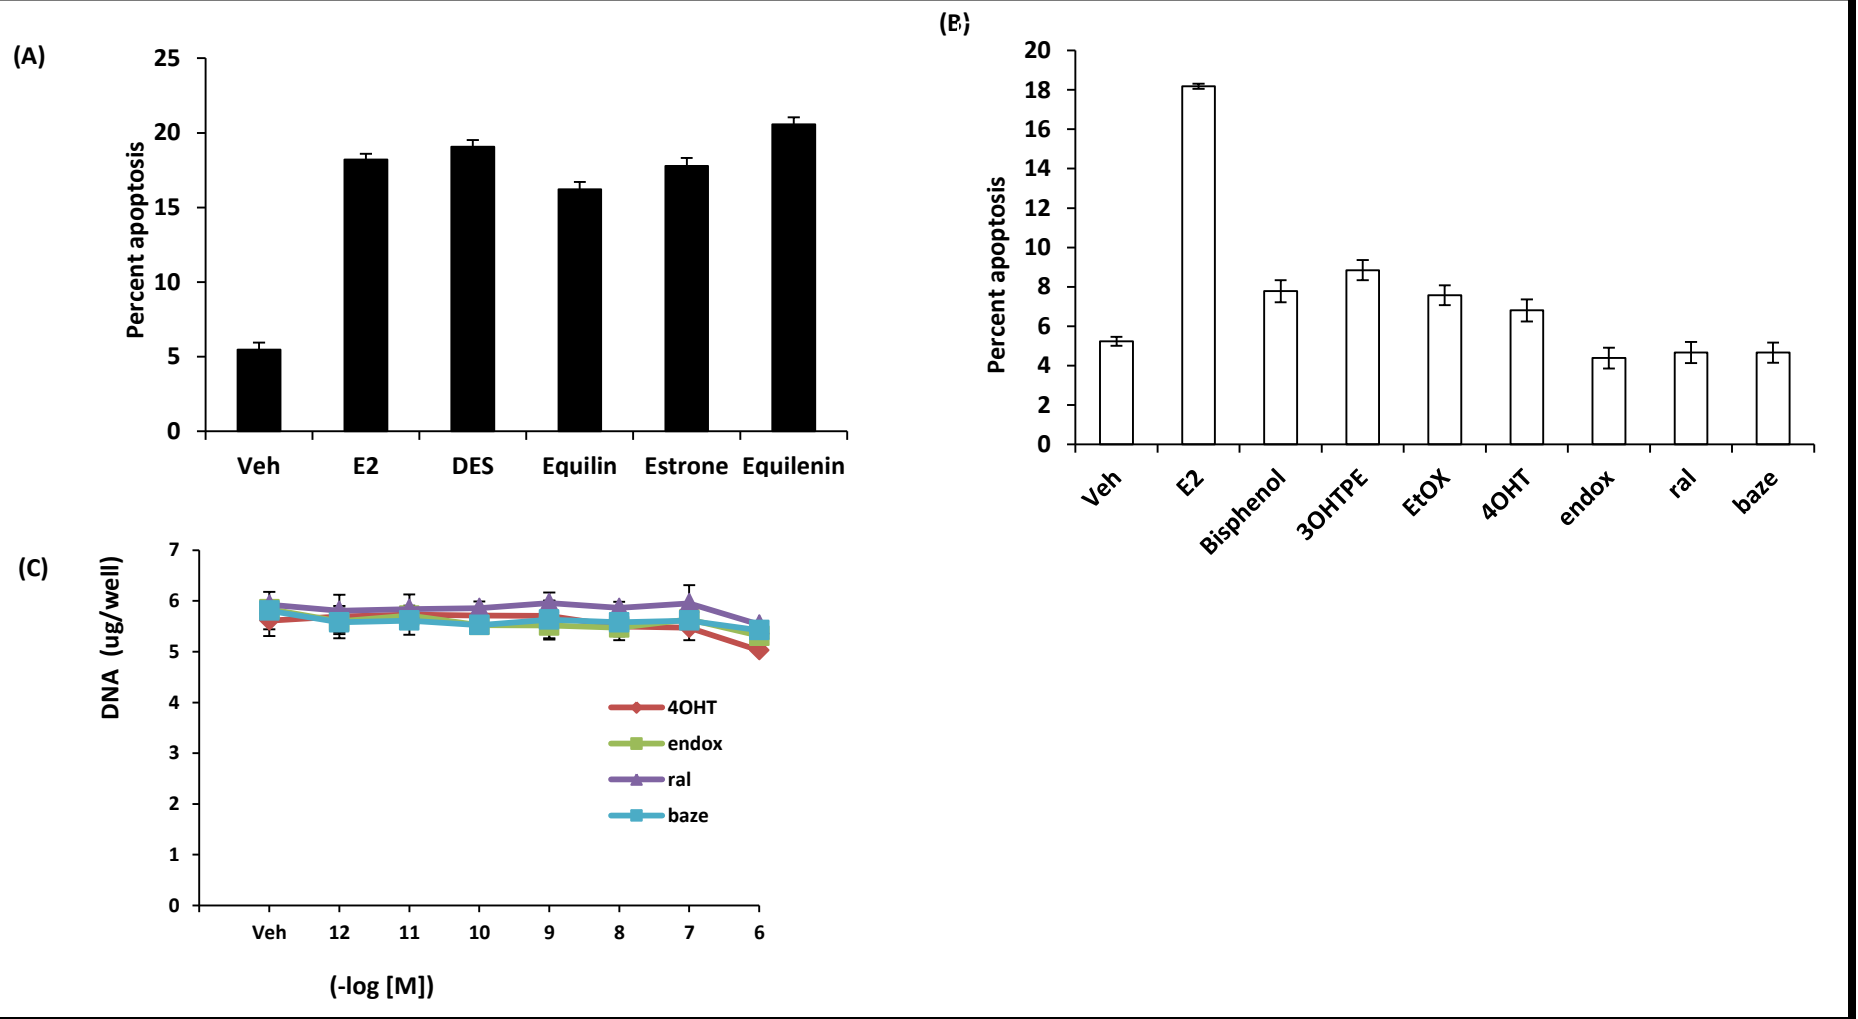 (A)
25
20
15
10
5
0
Percent apoptosis
Veh E2 DES Equilin Estrone Equilenin
(B)
20
18
16
14
12
10
8
6
4
2
0
Percent apoptosis
Veh E2 Bisphenol 3OHTPE EtOX 4OHT endox ral baze
(C)
7
6
5
4
3
2
1
0
DNA (ug/well)
4OHT
endox
ral
baze
Veh 12 11 10 9 8 7 6
(-log [M])